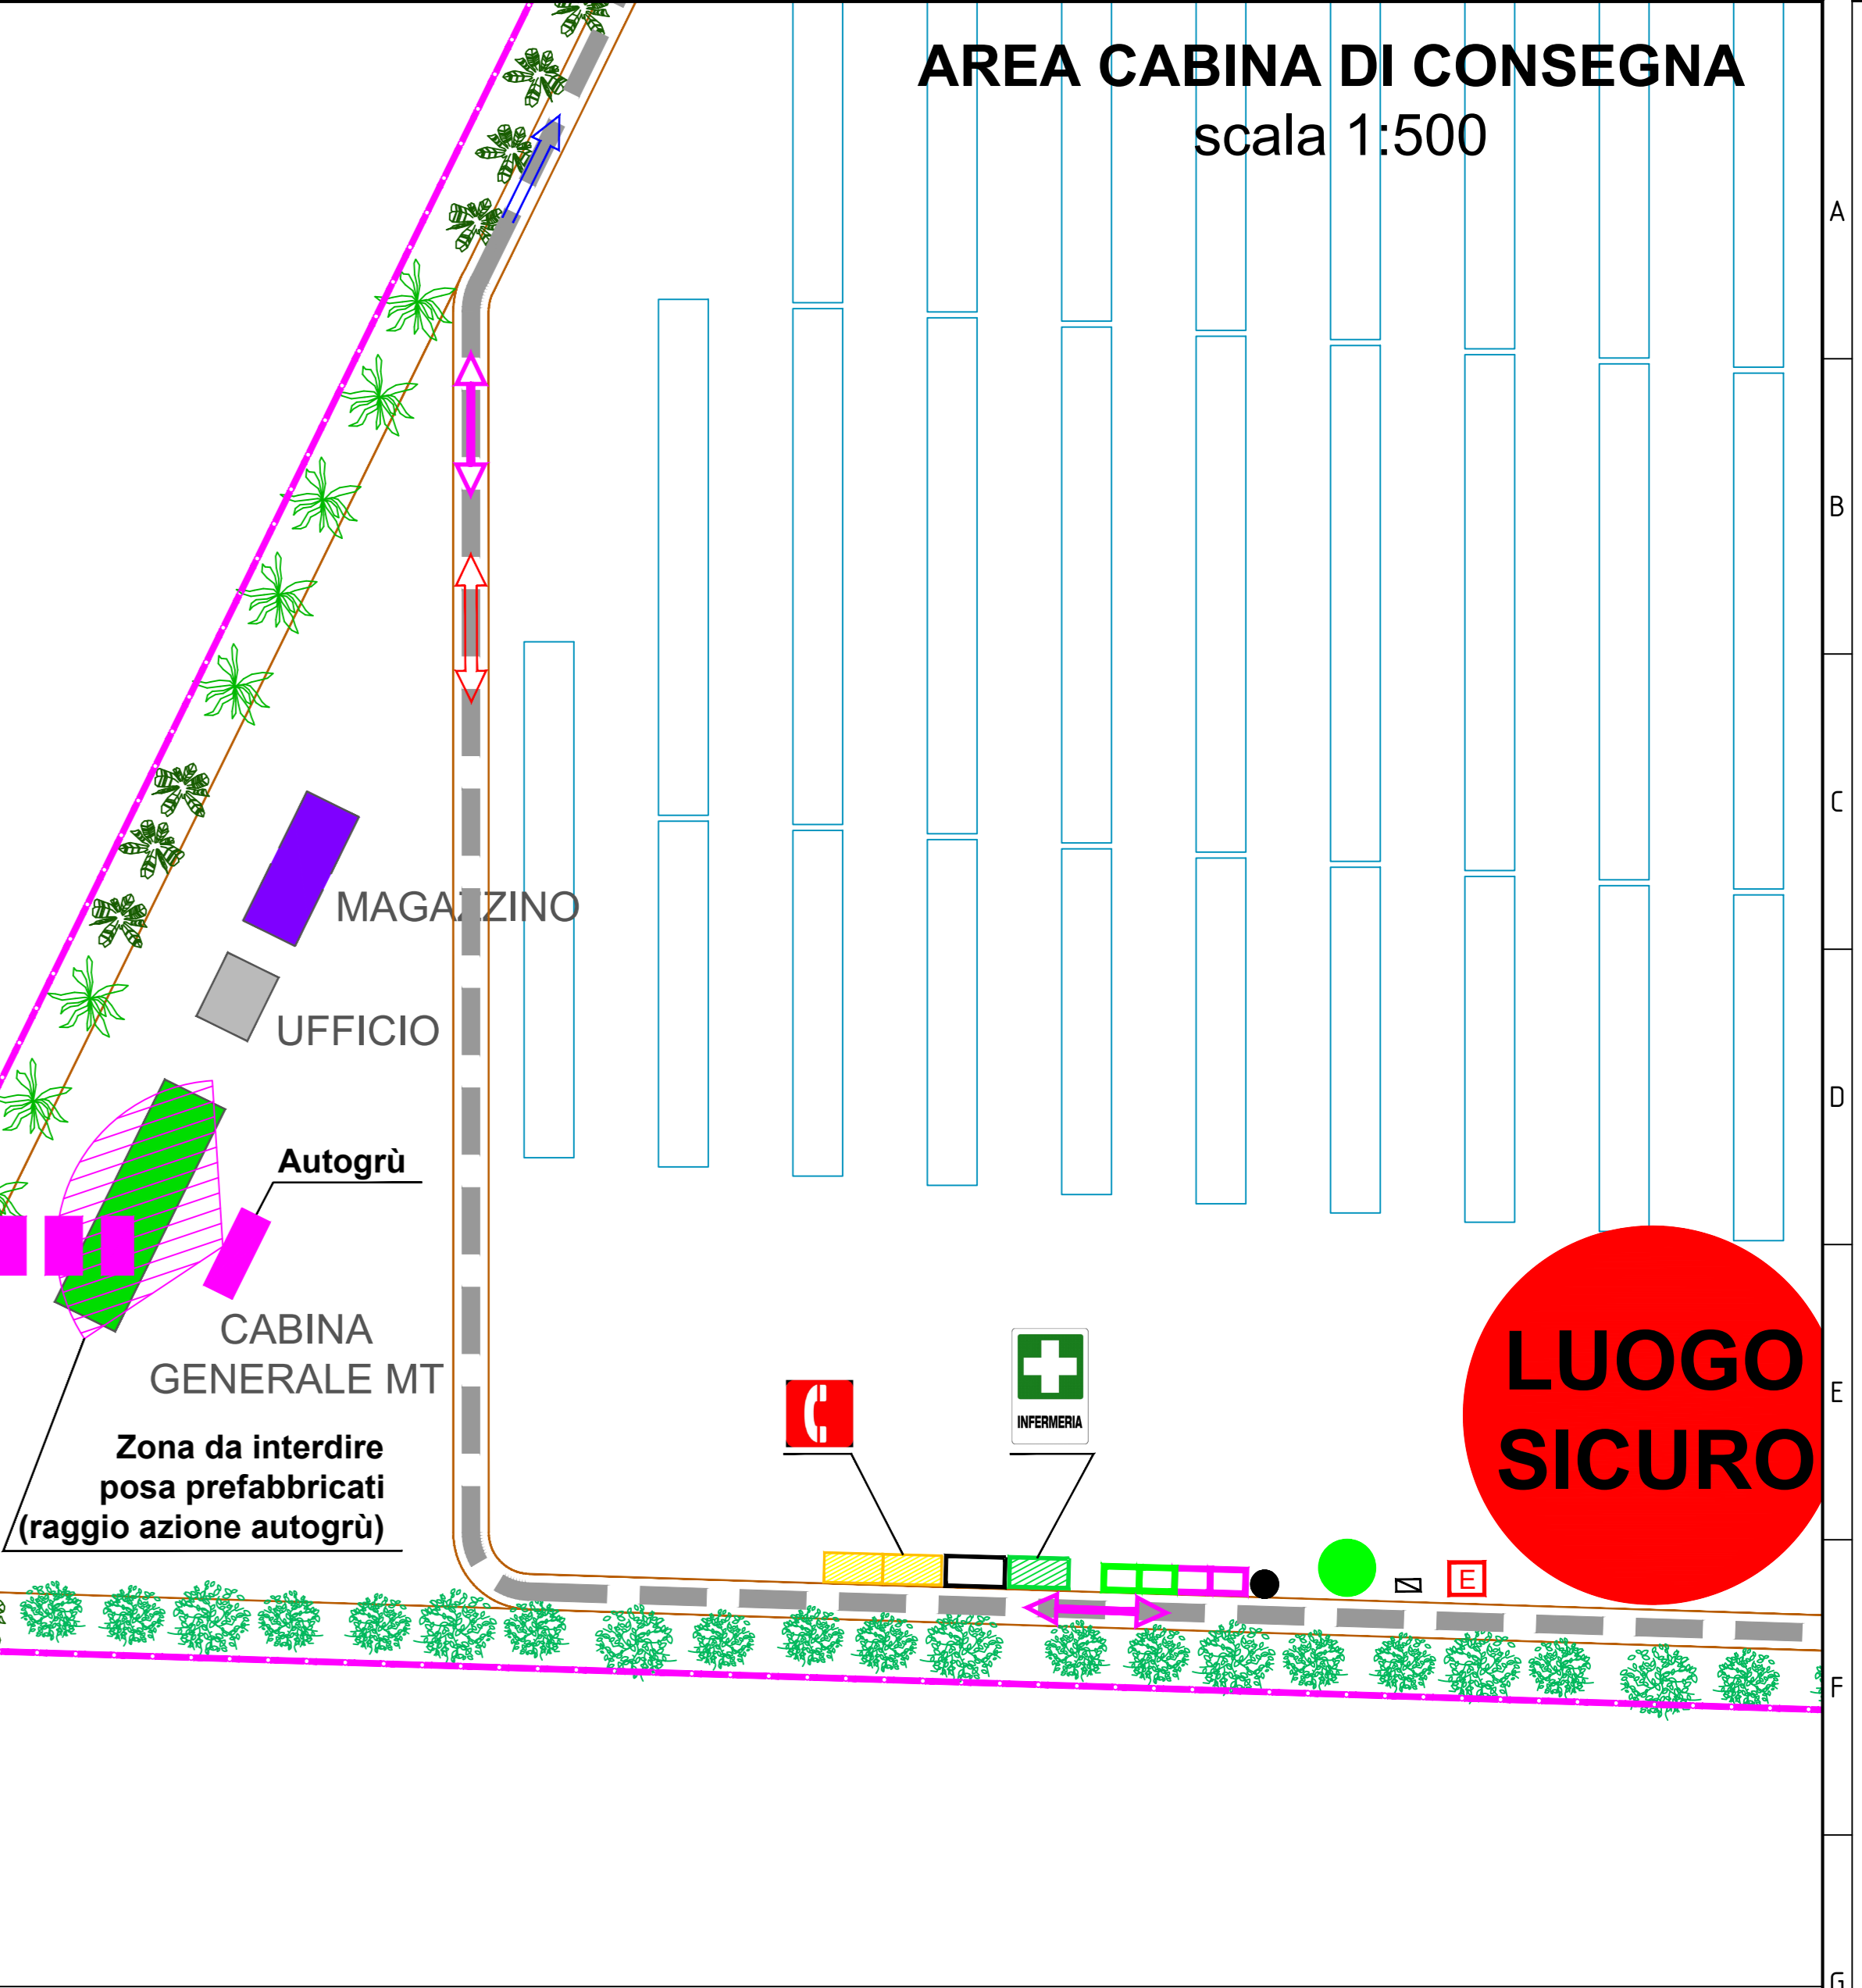 AREA CABINA DI CONSEGNA
scala 1:500
A
B
C
MAGAZZINO
UFFICIO
D
Autogrù
CABINA
GENERALE MT
Zona da interdire
posa prefabbricati
(raggio azione autogrù)
INFERMERIA
LUOGO
SICURO
E
E
F
G